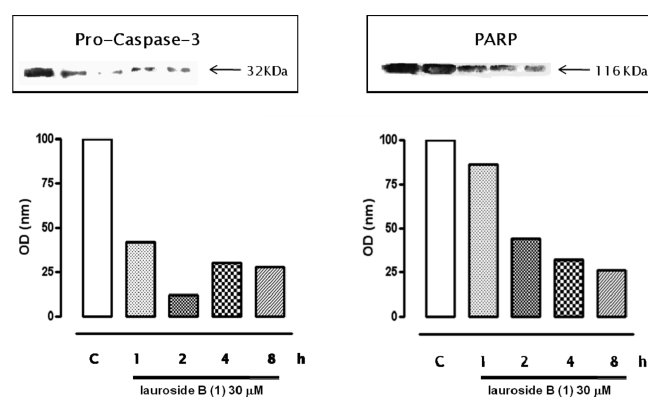 Pro-Caspase-3
32KDa
OD (nm)
100
75
50
25
0
C 1 2 4 8 h
lauroside B (1) 30 µM
PARP
116 KDa
OD (nm)
100
75
50
25
0
C 1 2 4 8 h
lauroside B (1) 30 µM